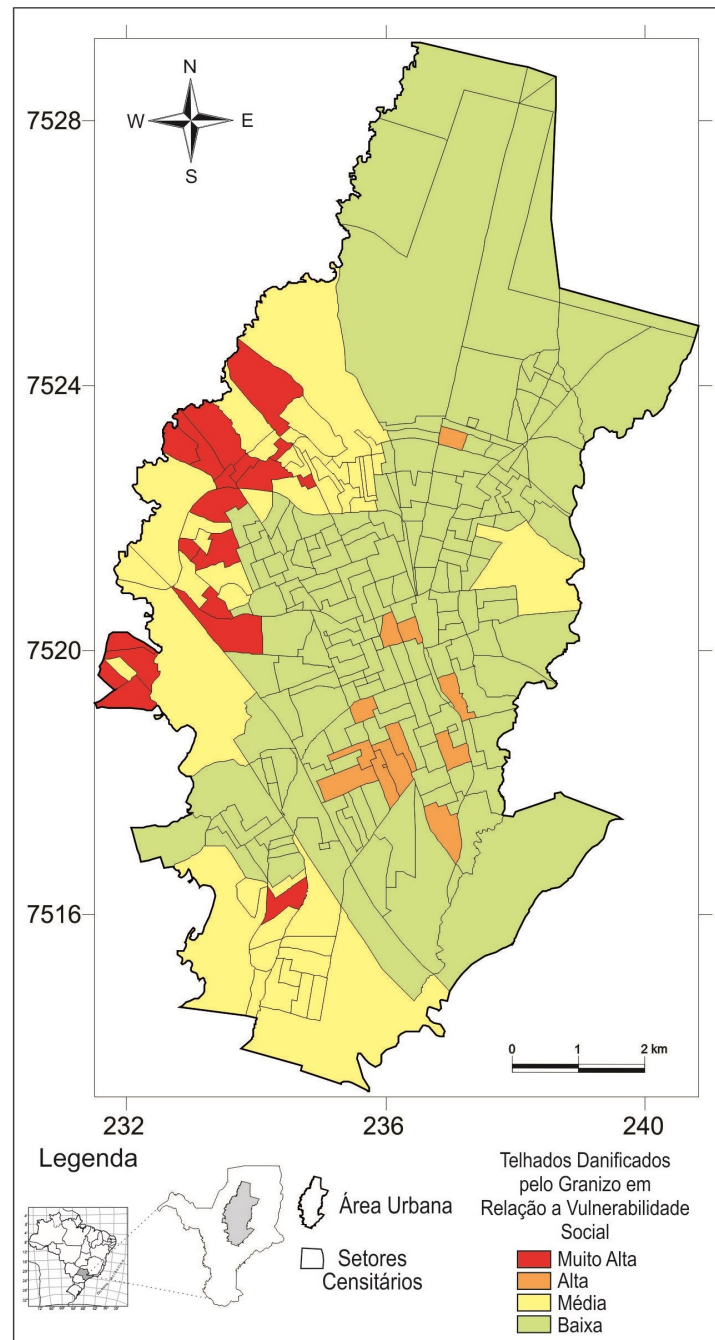 N
W E
S
7528
7524
7520
7516
0 1 2 km
232 236 240
Legenda
Área Urbana
Setores
Censitários
Telhados Danificados
pelo Granizo em
Relação a Vulnerabilidade
Social
Muito Alta
Alta
Média
Baixa